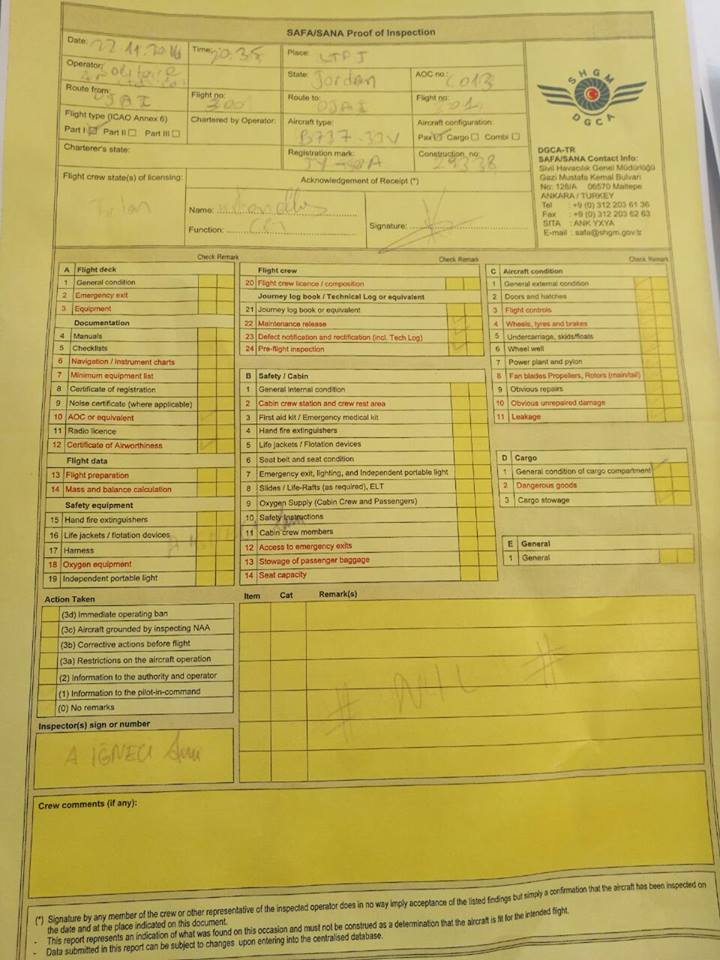 SAFA/SANA Proof of Inspection
Date: 22.11.2016
Time: 20:35
Place: LTFJ
Operator:
State: Jordan
AOC no.: C013
Route from: OJAI
Flight no: 300
Route to: OJAI
Flight no.: 301
Flight type (ICAO Annex 6)
Part I ☑ Part II ☐ Part III ☐
Chartered by Operator:
Aircraft type: B737-33V
Aircraft configuration:
Pax ☑ Cargo ☐ Combi ☐
Charterer's state:
Registration mark:
Construction. no:
SHGM
DGCA
DGCA-TR
SAFA/SANA Contact Info:
Sivil Havacılık Genel Müdürlüğü
Gazi Mustafa Kemal Bulvarı
No: 128/A 06570 Maltepe
ANKARA / TURKEY
Tel : +9 (0) 312 203 61 36
Fax : +9 (0) 312 203 62 63
SITA : ANK YXYA
E-mail : safa@shgm.gov.tr
Flight crew state(s) of licensing:
Acknowledgement of Receipt (*)
Name:
Function:
Signature:
Check Remark
A Flight deck
1 General condition
2 Emergency exit
3 Equipment
Documentation
4 Manuals
5 Checklists
6 Navigation / Instrument charts
7 Minimum equipment list
8 Certificate of registration
9 Noise certificate (where applicable)
10 AOC or equivalent
11 Radio licence
12 Certificate of Airworthiness
Flight data
13 Flight preparation
14 Mass and balance calculation
Safety equipment
15 Hand fire extinguishers
16 Life jackets / flotation devices
17 Harness
18 Oxygen equipment
19 Independent portable light
Check Remark
Flight crew
20 Flight crew licence / composition
Journey log book / Technical Log or equivalent
21 Journey log book or equivalent
22 Maintenance release
23 Defect notification and rectification (incl. Tech Log)
24 Pre-flight inspection
B Safety / Cabin
1 General Internal condition
2 Cabin crew station and crew rest area
3 First aid kit / Emergency medical kit
4 Hand fire extinguishers
5 Life jackets / Flotation devices
6 Seat belt and seat condition
7 Emergency exit, lighting, and Independent portable light
8 Slides / Life-Rafts (as required), ELT
9 Oxygen Supply (Cabin Crew and Passengers)
10 Safety Instructions
11 Cabin crew members
12 Access to emergency exits
13 Stowage of passenger baggage
14 Seat capacity
Check Remark
C Aircraft condition
1 General external condition
2 Doors and hatches
3 Flight controls
4 Wheels, tyres and brakes
5 Undercarriage, skids/floats
6 Wheel well
7 Power plant and pylon
8 Fan blades Propellers, Rotors (main/tail)
9 Obvious repairs
10 Obvious unrepaired damage
11 Leakage
D Cargo
1 General condition of cargo compartment
2 Dangerous goods
3 Cargo stowage
E General
1 General
Action Taken
(3d) Immediate operating ban
(3c) Aircraft grounded by inspecting NAA
(3b) Corrective actions before flight
(3a) Restrictions on the aircraft operation
(2) Information to the authority and operator
(1) Information to the pilot-in-command
(0) No remarks
Inspector(s) sign or number
A IĞNECI
Item Cat Remark(s)
# NIL #
Crew comments (if any):
(*) Signature by any member of the crew or other representative of the inspected operator does in no way imply acceptance of the listed findings but simply a confirmation that the aircraft has been inspected on
the date and at the place indicated on this document.
- This report represents an indication of what was found on this occasion and must not be construed as a determination that the aircraft is fit for the intended flight.
- Data submitted in this report can be subject to changes upon entering into the centralised database.